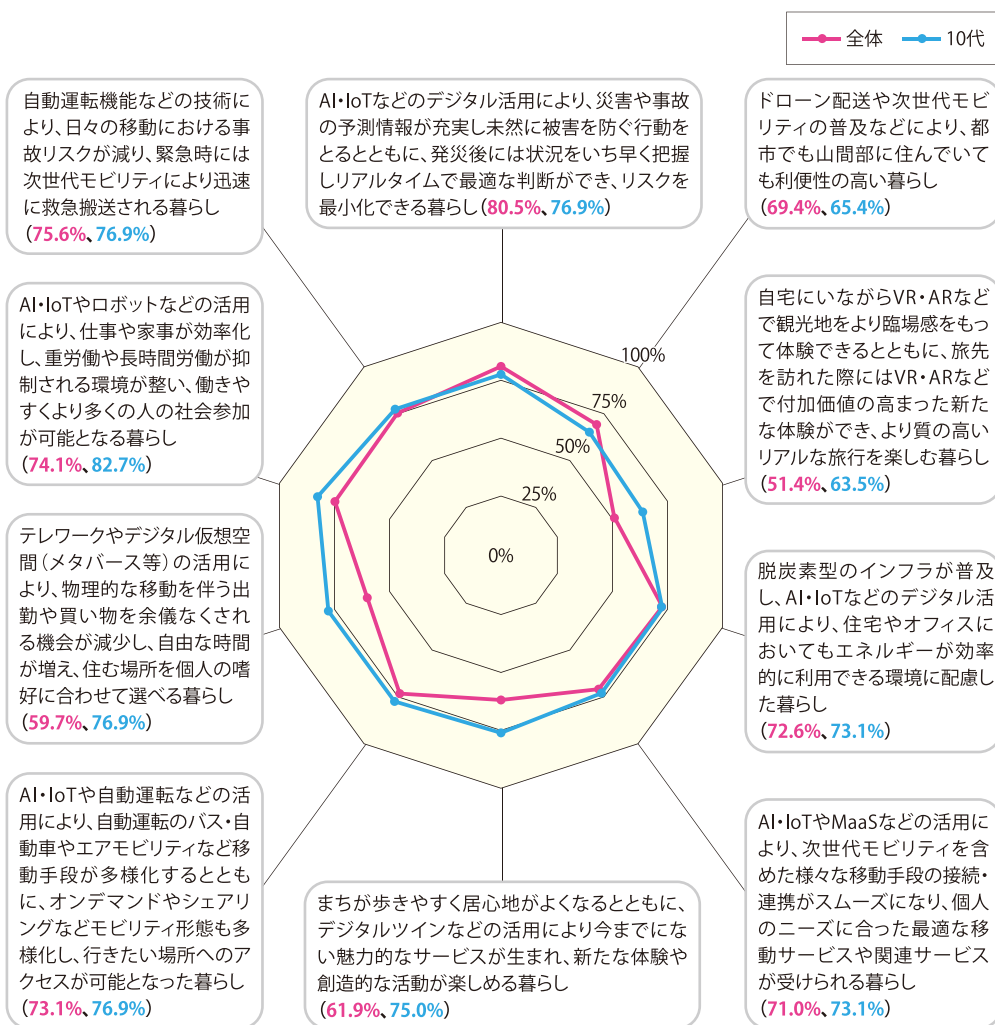 全体 10代
自動運転機能などの技術に
より、日々の移動における事
故リスクが減り、緊急時には
次世代モビリティにより迅速
に救急搬送される暮らし
(75.6%、76.9%)
AI・IoTなどのデジタル活用により、災害や事故
の予測情報が充実し未然に被害を防ぐ行動を
とるとともに、発災後には状況をいち早く把握
しリアルタイムで最適な判断ができ、リスクを
最小化できる暮らし(80.5%、76.9%)
ドローン配送や次世代モビ
リティの普及などにより、都
市でも山間部に住んでいて
も利便性の高い暮らし
(69.4%、65.4%)
AI・IoTやロボットなどの活用
により、仕事や家事が効率化
し、重労働や長時間労働が抑
制される環境が整い、働きや
すくより多くの人の社会参加
が可能となる暮らし
(74.1%、82.7%)
自宅にいながらVR・ARなど
で観光地をより臨場感をもっ
て体験できるとともに、旅先
を訪れた際にはVR・ARなど
で付加価値の高まった新た
な体験ができ、より質の高い
リアルな旅行を楽しむ暮らし
(51.4%、63.5%)
100%
75%
50%
25%
0%
テレワークやデジタル仮想空
間(メタバース等)の活用に
より、物理的な移動を伴う出
勤や買い物を余儀なくされ
る機会が減少し、自由な時間
が増え、住む場所を個人の嗜
好に合わせて選べる暮らし
(59.7%、76.9%)
脱炭素型のインフラが普及
し、AI・IoTなどのデジタル活
用により、住宅やオフィスに
おいてもエネルギーが効率
的に利用できる環境に配慮し
た暮らし
(72.6%、73.1%)
AI・IoTや自動運転などの活
用により、自動運転のバス・自
動車やエアモビリティなど移
動手段が多様化するととも
に、オンデマンドやシェアリ
ングなどモビリティ形態も多
様化し、行きたい場所へのア
クセスが可能となった暮らし
(73.1%、76.9%)
まちが歩きやすく居心地がよくなるとともに、
デジタルツインなどの活用により今までにな
い魅力的なサービスが生まれ、新たな体験や
創造的な活動が楽しめる暮らし
(61.9%、75.0%)
AI・IoTやMaaSなどの活用に
より、次世代モビリティを含
めた様々な移動手段の接続・
連携がスムーズになり、個人
のニーズに合った最適な移
動サービスや関連サービス
が受けられる暮らし
(71.0%、73.1%)